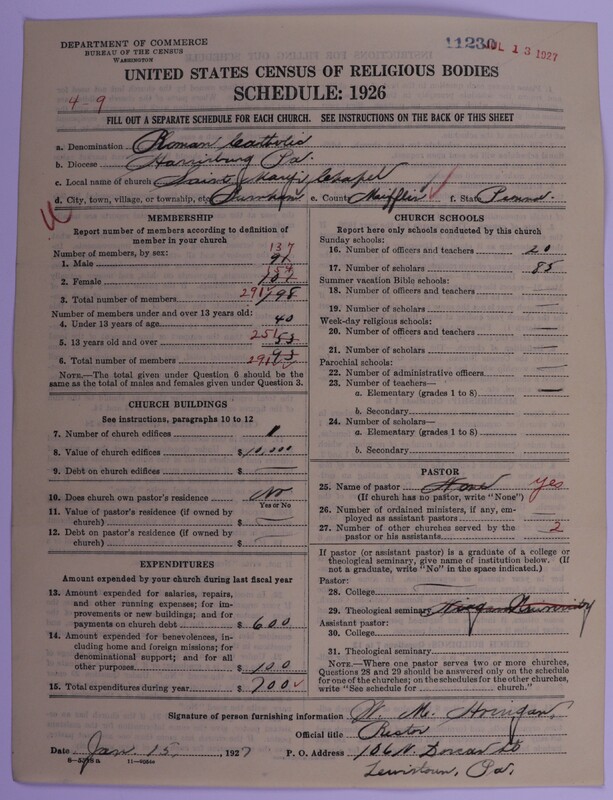 DEPARTMENT OF COMMERCE
BUREAU OF THE CENSUS
WASHINGTON
11230 JUL 13 1927
UNITED STATES CENSUS OF RELIGIOUS BODIES
SCHEDULE: 1926
4-9
FILL OUT A SEPARATE SCHEDULE FOR EACH CHURCH. SEE INSTRUCTIONS ON THE BACK OF THIS SHEET
a. Denomination Roman Catholic
b. Diocese Harrisburg Pa.
c. Local name of church Saint Mary's Chapel
d. City, town, village, or township, etc. Burnham e. County Mifflin f. State Penna.
MEMBERSHIP
Report number of members according to definition of member in your church
Number of members, by sex:
137
1. Male 91
154
2. Female 107
3. Total number of members 291 198
Number of members under and over 13 years old:
4. Under 13 years of age 40
5. 13 years old and over 251 53
6. Total number of members 291 93
NOTE.—The total given under Question 6 should be the same as the total of males and females given under Question 3.
CHURCH BUILDINGS
See instructions, paragraphs 10 to 12
7. Number of church edifices 1
8. Value of church edifices $10,000
9. Debt on church edifices $ —
10. Does church own pastor's residence No
Yes or No
11. Value of pastor's residence (if owned by church) $ —
12. Debt on pastor's residence (if owned by church) $ —
EXPENDITURES
Amount expended by your church during last fiscal year
13. Amount expended for salaries, repairs, and other running expenses; for improvements or new buildings; and for payments on church debt $ 600
14. Amount expended for benevolences, including home and foreign missions; for denominational support; and for all other purposes $ 100
15. Total expenditures during year $ 700
CHURCH SCHOOLS
Report here only schools conducted by this church
Sunday schools:
16. Number of officers and teachers 20
17. Number of scholars 85
Summer vacation Bible schools:
18. Number of officers and teachers —
19. Number of scholars —
Week-day religious schools:
20. Number of officers and teachers —
21. Number of scholars
Parochial schools:
22. Number of administrative officers
23. Number of teachers—
a. Elementary (grades 1 to 8) —
b. Secondary
24. Number of scholars—
a. Elementary (grades 1 to 8)
b. Secondary
PASTOR
25. Name of pastor None yes
(If church has no pastor, write "None")
26. Number of ordained ministers, if any, employed as assistant pastors —
27. Number of other churches served by the pastor or his assistants 2
If pastor (or assistant pastor) is a graduate of a college or theological seminary, give name of institution below. (If not a graduate, write "No" in the space indicated.)
Pastor:
28. College —
29. Theological seminary
Assistant pastor:
30. College
31. Theological seminary
NOTE.—Where one pastor serves two or more churches, Questions 28 and 29 should be answered only on the schedule for one of the churches; on the schedules for the other churches, write "See schedule for church."
Signature of person furnishing information W. M. Horrigan
Official title Rector
Date Jan 15, 1927 P. O. Address 106 N. Dorcas St
8-5298 11-4064a Lewistown, Pa.